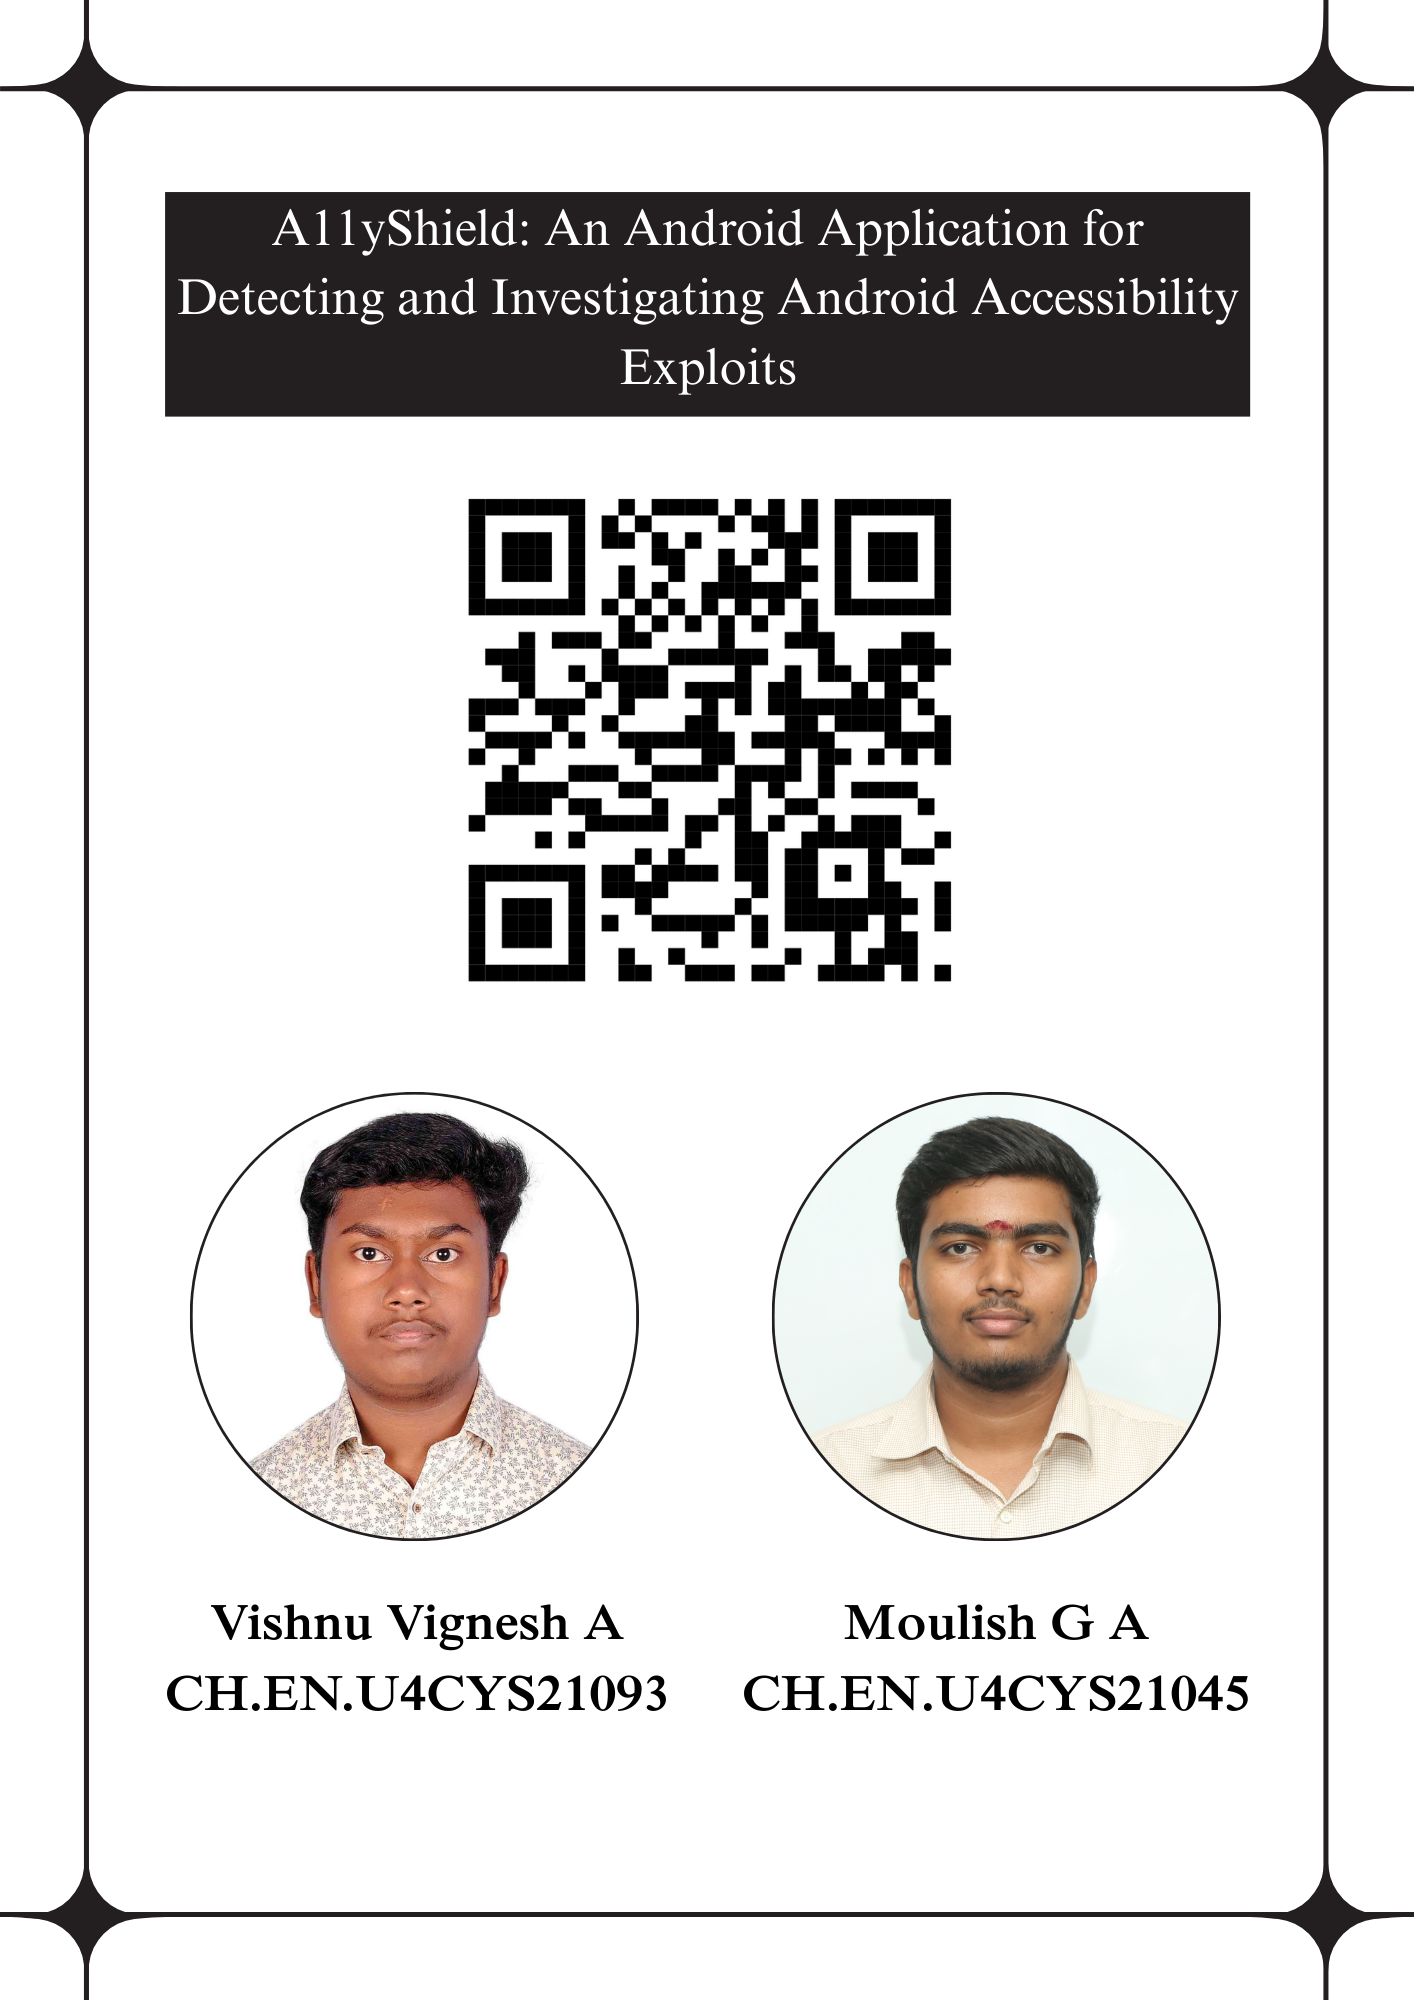 A11yShield: An Android Application for
Detecting and Investigating Android Accessibility
Exploits
Vishnu Vignesh A
Moulish G A
CH.EN.U4CYS21093
CH.EN.U4CYS21045